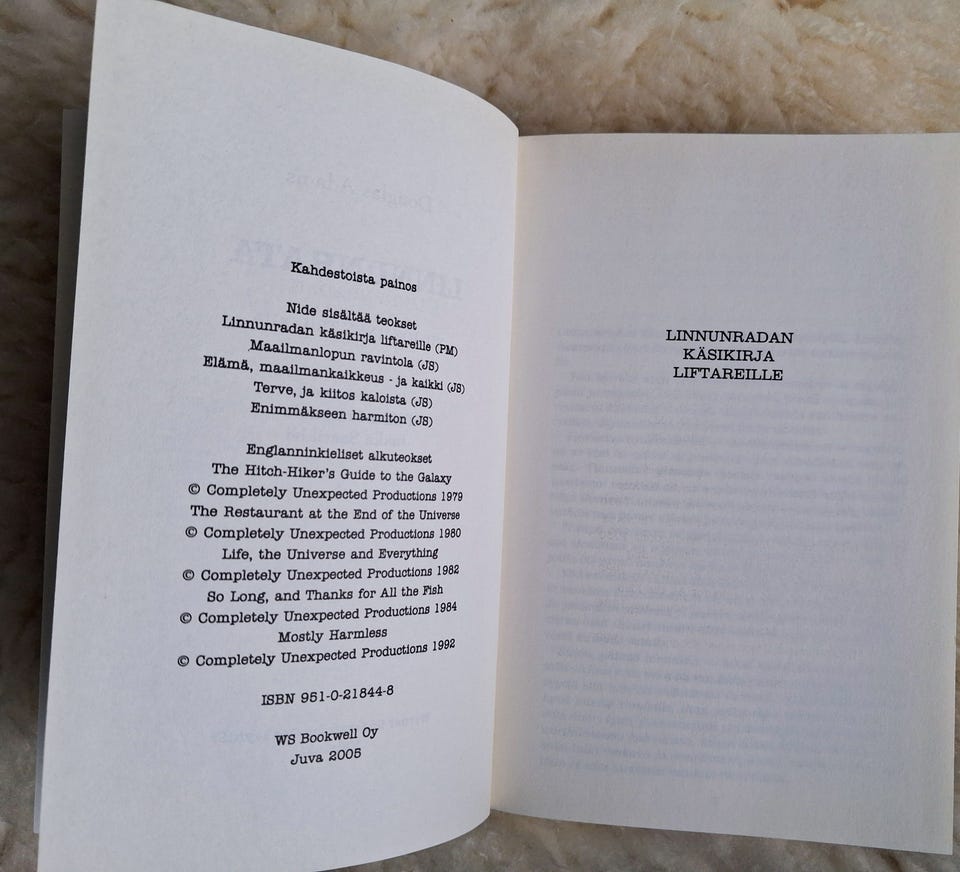 Kahdestoista painos
Nide sisältää teokset
Linnunradan käsikirja liftareille (PM)
Maailmanlopun ravintola (JS)
Elämä, maailmankaikkeus - ja kaikki (JS)
Terve, ja kiitos kaloista (JS)
Enimmäkseen harmiton (JS)
Englanninkieliset alkuteokset
The Hitch-Hiker's Guide to the Galaxy
© Completely Unexpected Productions 1979
The Restaurant at the End of the Universe
© Completely Unexpected Productions 1980
Life, the Universe and Everything
© Completely Unexpected Productions 1982
So Long, and Thanks for All the Fish
© Completely Unexpected Productions 1984
Mostly Harmless
© Completely Unexpected Productions 1992
ISBN 951-0-21844-8
WS Bookwell Oy
Juva 2005
LINNUNRADAN
KÄSIKIRJA
LIFTAREILLE